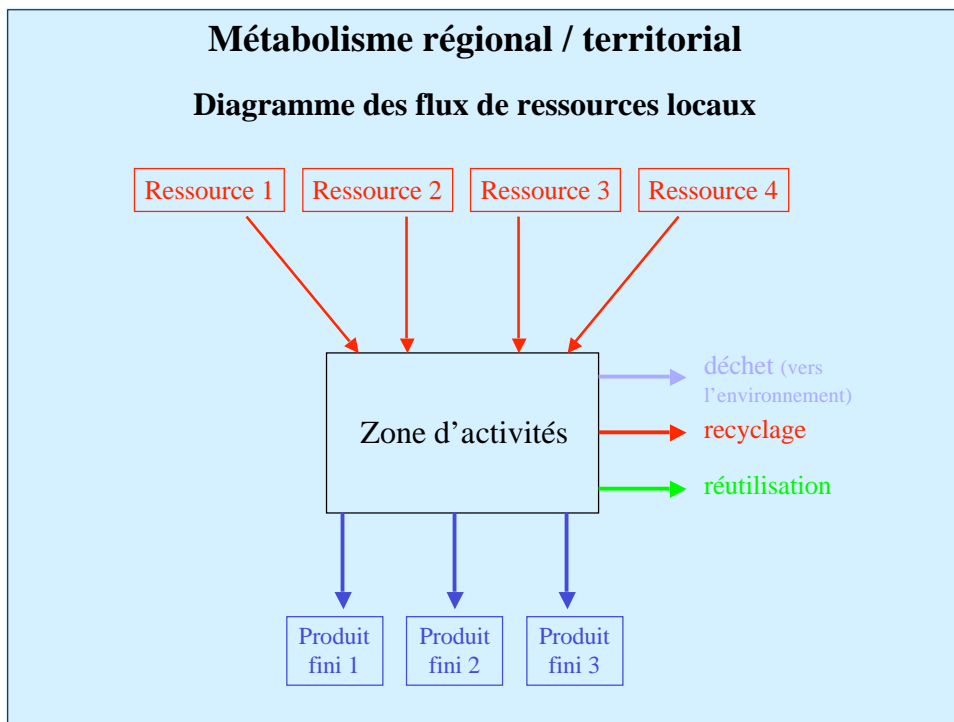 Métabolisme régional / territorial
Diagramme des flux de ressources locaux
Ressource 1
Ressource 2
Ressource 3
Ressource 4
Zone d’activités
déchet (vers
l’environnement)
recyclage
réutilisation
Produit
fini 1
Produit
fini 2
Produit
fini 3